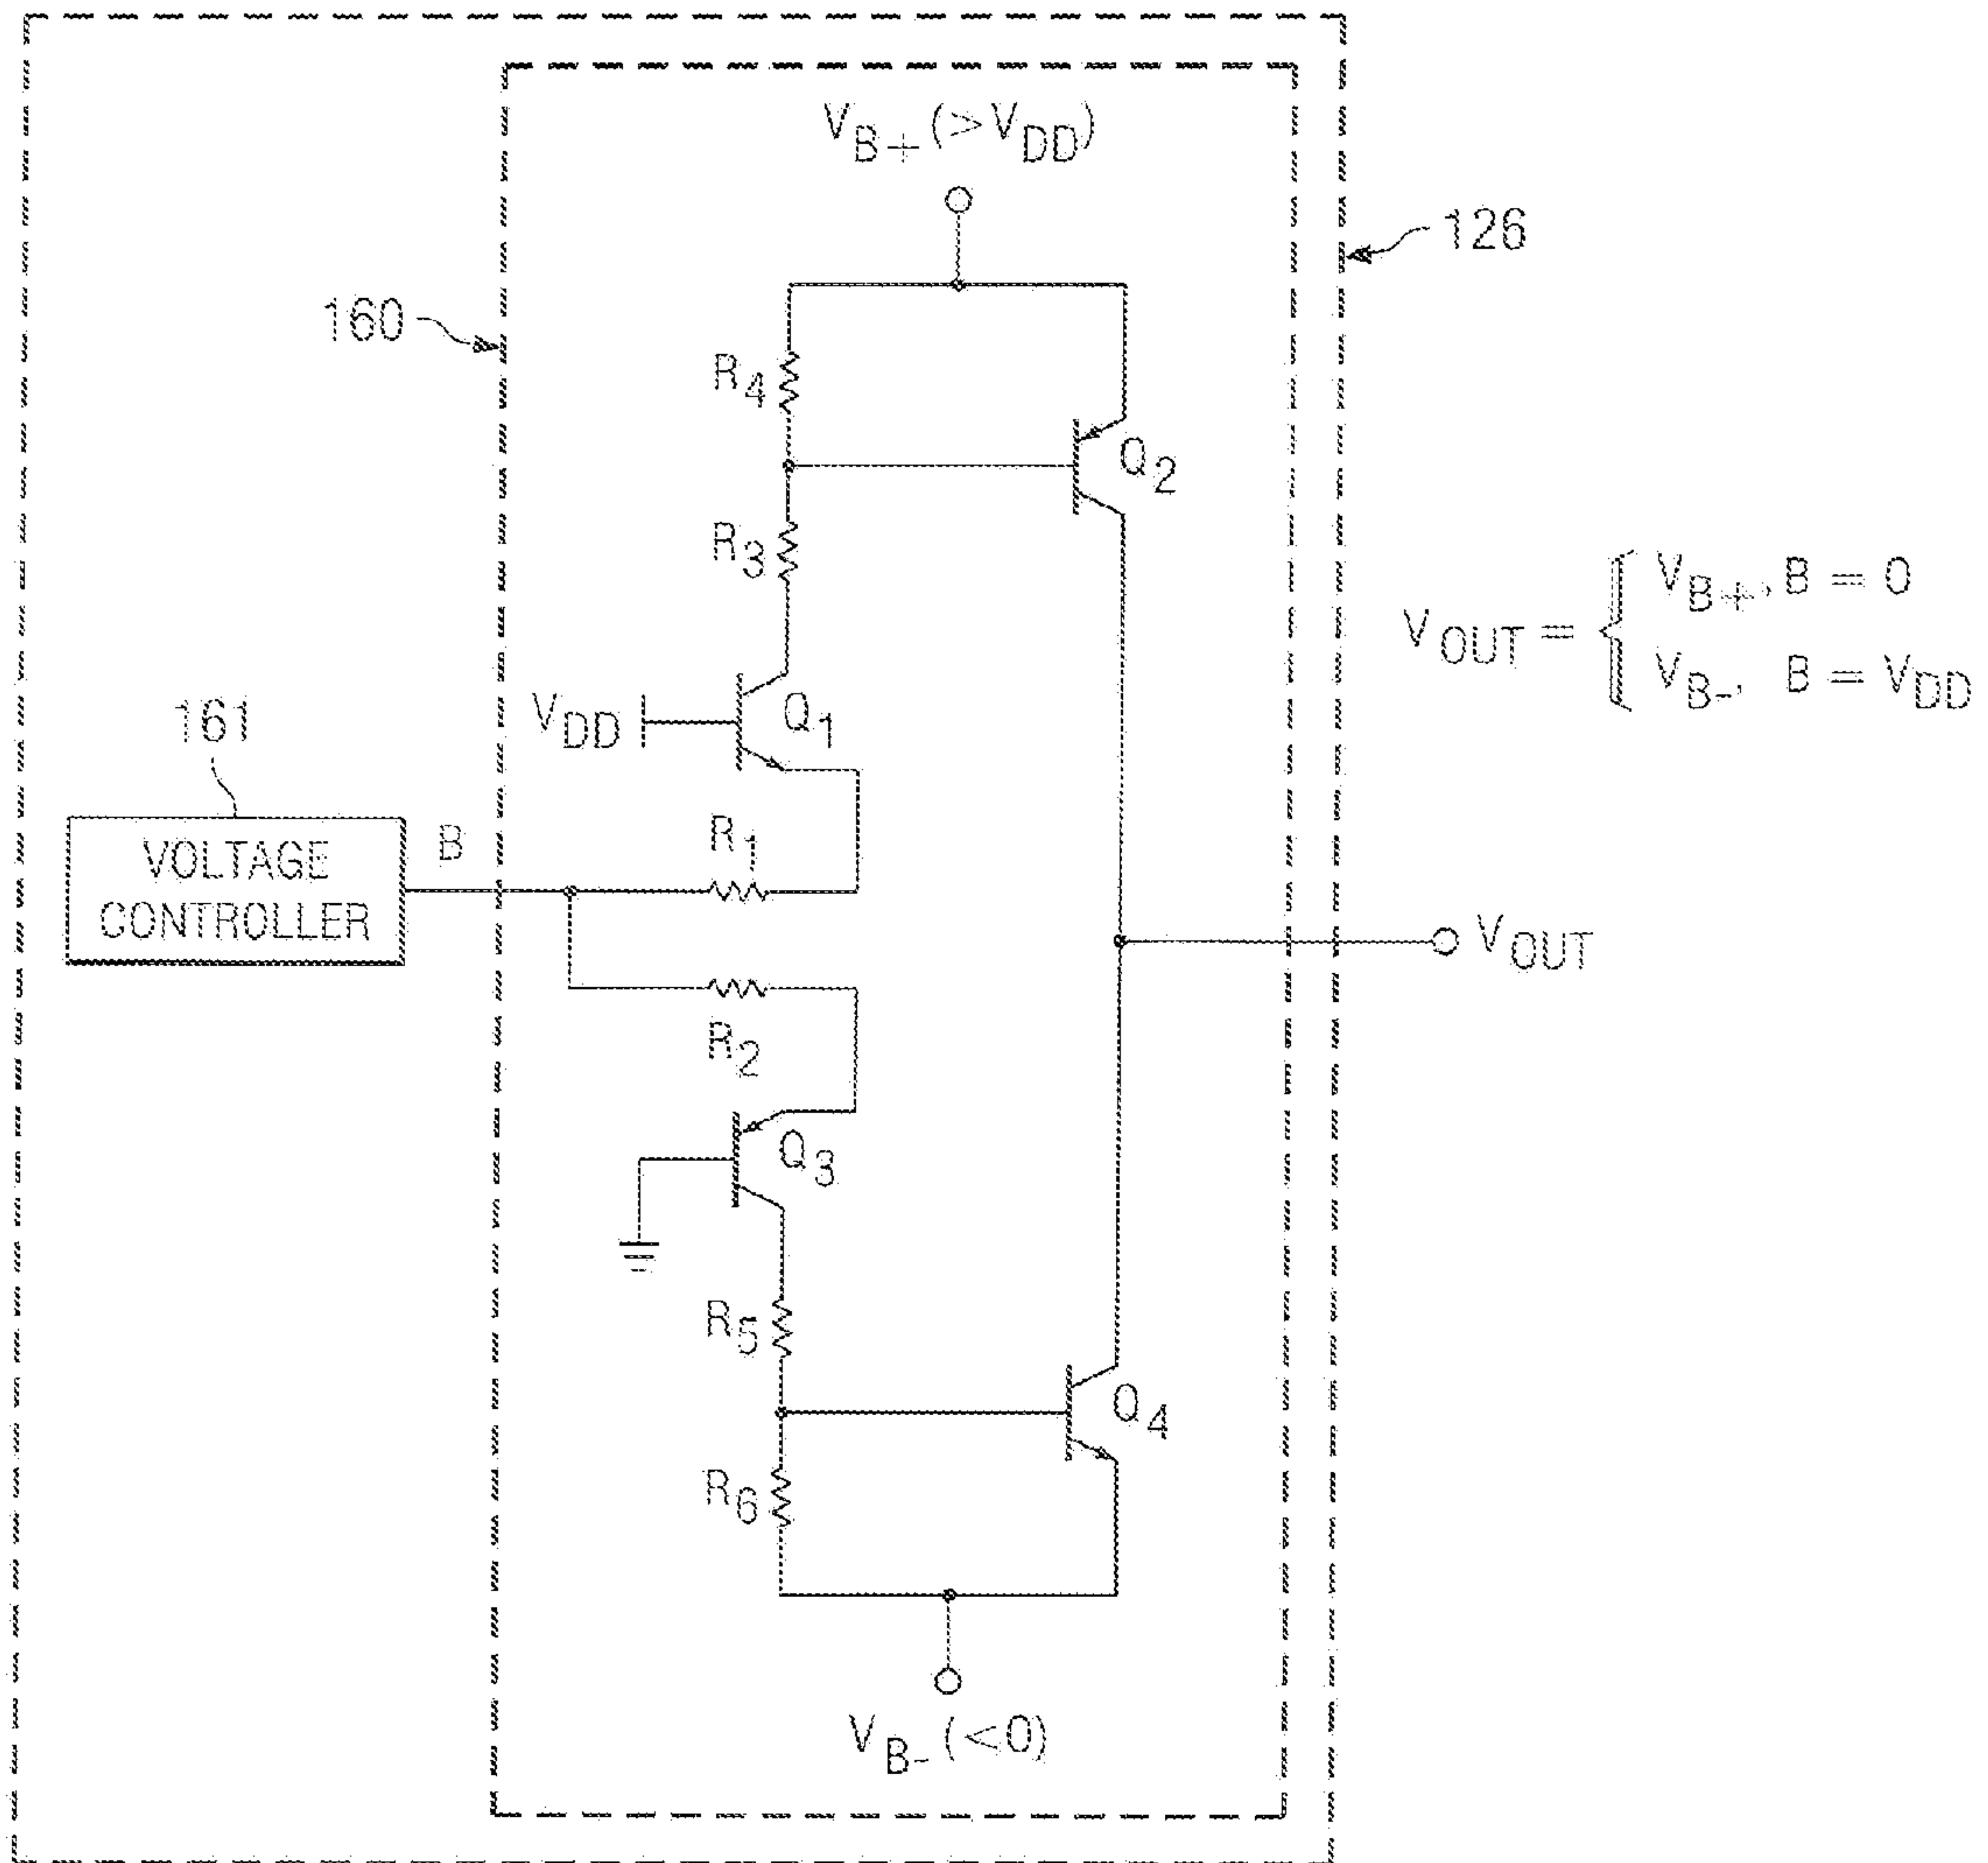 V_B+ (>V_DD)
126
160
R_4
Q_2
R_3
V_OUT = { V_B+, B = 0
V_B-, B = V_DD
V_DD
Q_1
161
VOLTAGE
CONTROLLER
B
R_1
V_OUT
R_2
Q_3
R_5
Q_4
R_6
V_B- (<0)